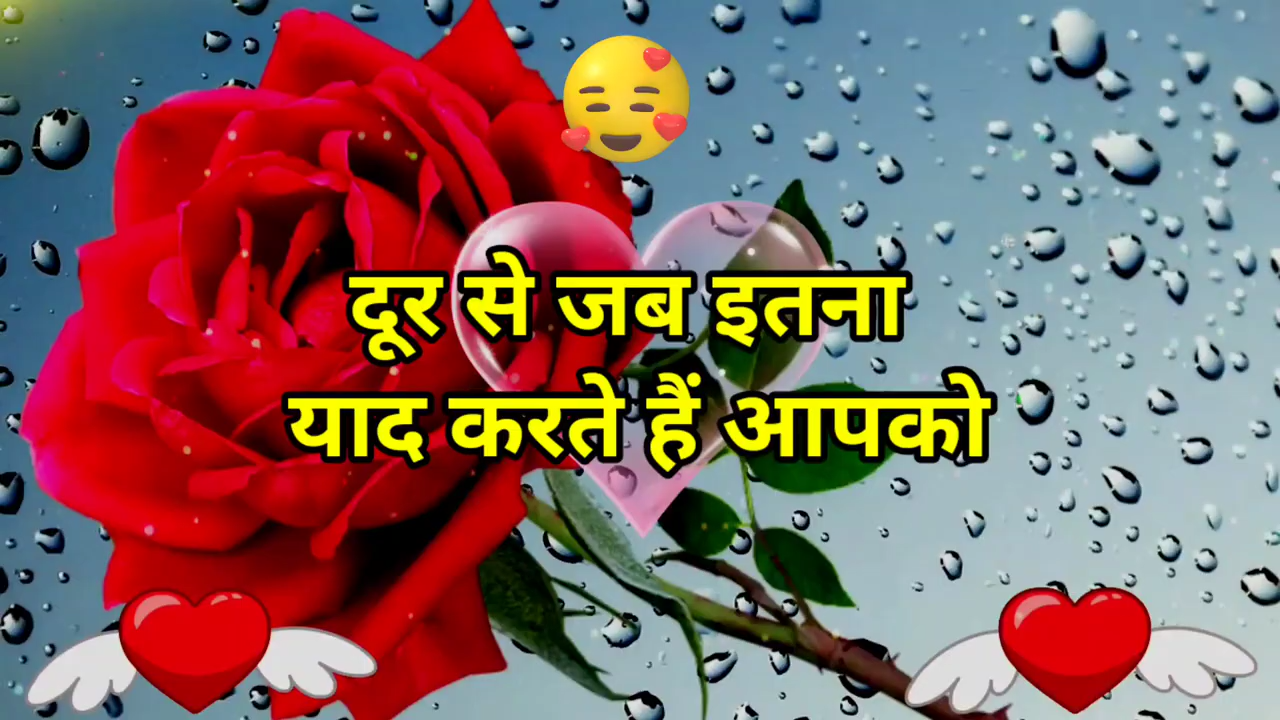 दूर से जब इतना
याद करते हैं आपको